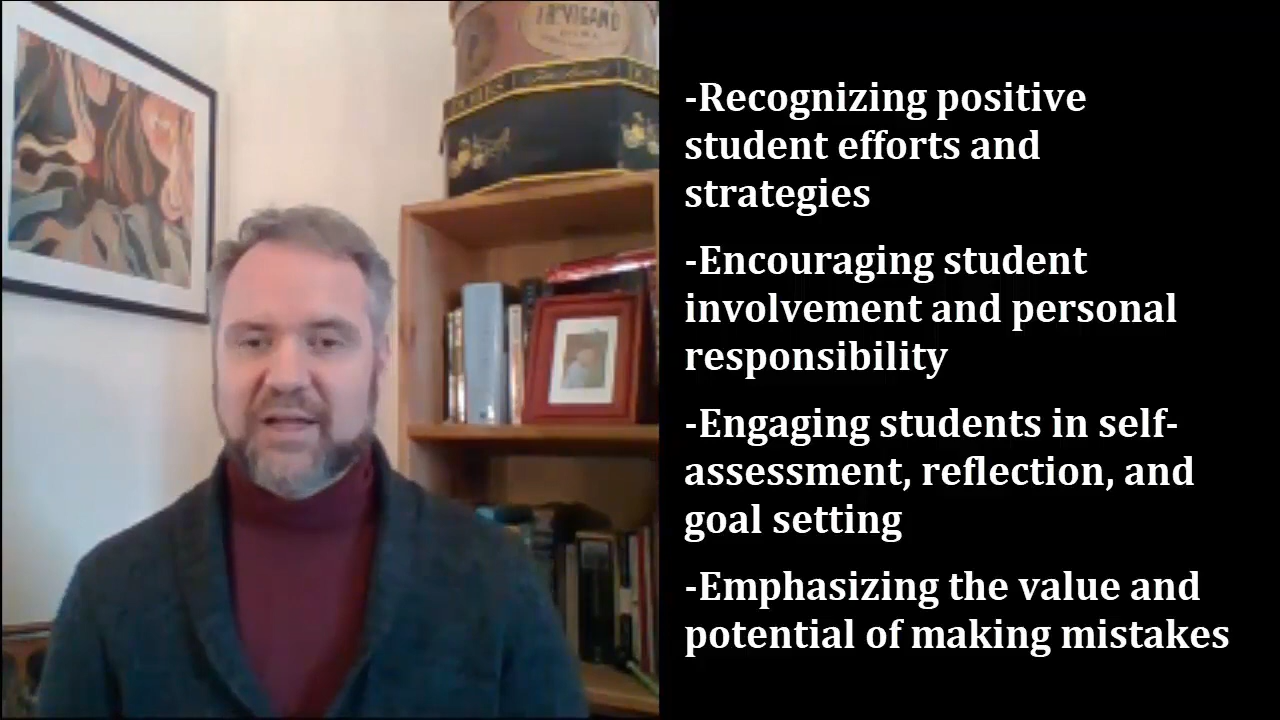 -Recognizing positive
student efforts and
strategies
-Encouraging student
involvement and personal
responsibility
-Engaging students in self-
assessment, reflection, and
goal setting
-Emphasizing the value and
potential of making mistakes